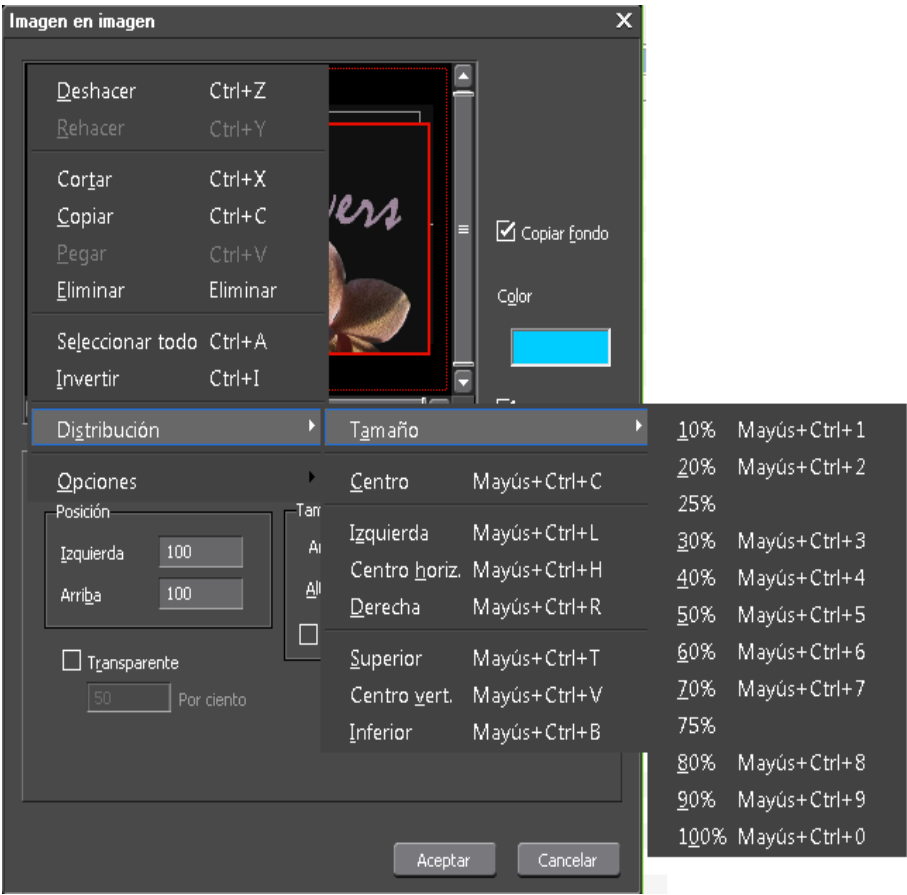 Imagen en imagen
Deshacer Ctrl+Z
Rehacer Ctrl+Y
Cortar Ctrl+X
Copiar Ctrl+C
Pegar Ctrl+V
Eliminar Eliminar
Seleccionar todo Ctrl+A
Invertir Ctrl+I
Distribución
Opciones
Copiar fondo
Color
Tamaño
Centro Mayús+Ctrl+C
Izquierda Mayús+Ctrl+L
Centro horiz. Mayús+Ctrl+H
Derecha Mayús+Ctrl+R
Superior Mayús+Ctrl+T
Centro vert. Mayús+Ctrl+V
Inferior Mayús+Ctrl+B
10% Mayús+Ctrl+1
20% Mayús+Ctrl+2
25%
30% Mayús+Ctrl+3
40% Mayús+Ctrl+4
50% Mayús+Ctrl+5
60% Mayús+Ctrl+6
70% Mayús+Ctrl+7
75%
80% Mayús+Ctrl+8
90% Mayús+Ctrl+9
100% Mayús+Ctrl+0
Posición
Izquierda 100
Arriba 100
Transparente
50 Por ciento
Aceptar Cancelar